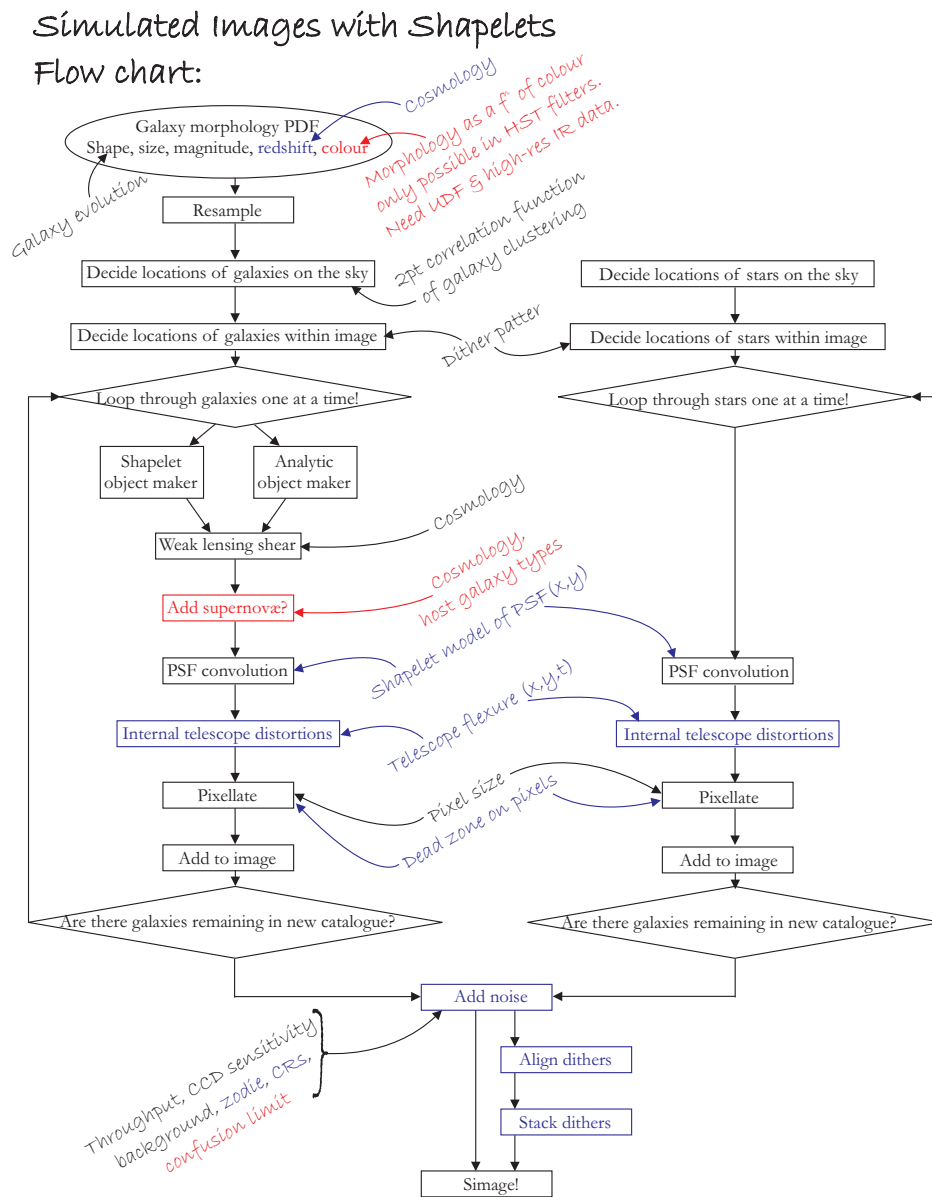 Simulated Images with Shapelets
Flow chart:
Cosmology
Galaxy morphology PDF
Shape, size, magnitude, redshift, colour
Morphology as a fⁿ of colour
only possible in HST filters.
Need UDF & high-res IR data.
Galaxy evolution
Resample
2pt correlation function
of galaxy clustering
Decide locations of galaxies on the sky
Decide locations of stars on the sky
Decide locations of galaxies within image
Dither patter
Decide locations of stars within image
Loop through galaxies one at a time!
Loop through stars one at a time!
Shapelet
object maker
Analytic
object maker
Cosmology
Weak lensing shear
Cosmology,
host galaxy types
Add supernovæ?
Shapelet model of PSF(x,y)
PSF convolution
PSF convolution
Telescope flexure (x,y,t)
Internal telescope distortions
Internal telescope distortions
Pixel size
Dead zone on pixels
Pixellate
Pixellate
Add to image
Add to image
Are there galaxies remaining in new catalogue?
Are there galaxies remaining in new catalogue?
Add noise
Throughput, CCD sensitivity
background, zodie, CRs,
confusion limit
Align dithers
Stack dithers
Simage!